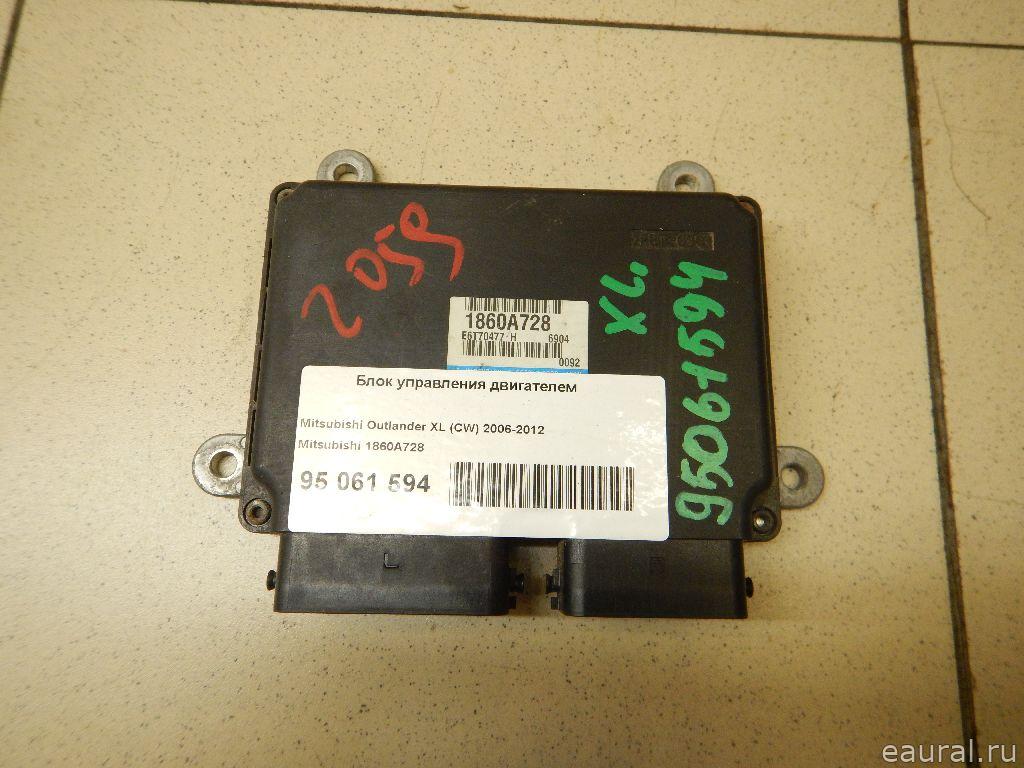 2059
XL.
95061594
1860A728
E6T70477 H 6904
0092
Блок управления двигателем
Mitsubishi Outlander XL (CW) 2006-2012
Mitsubishi 1860A728
95 061 594
L
eaural.ru